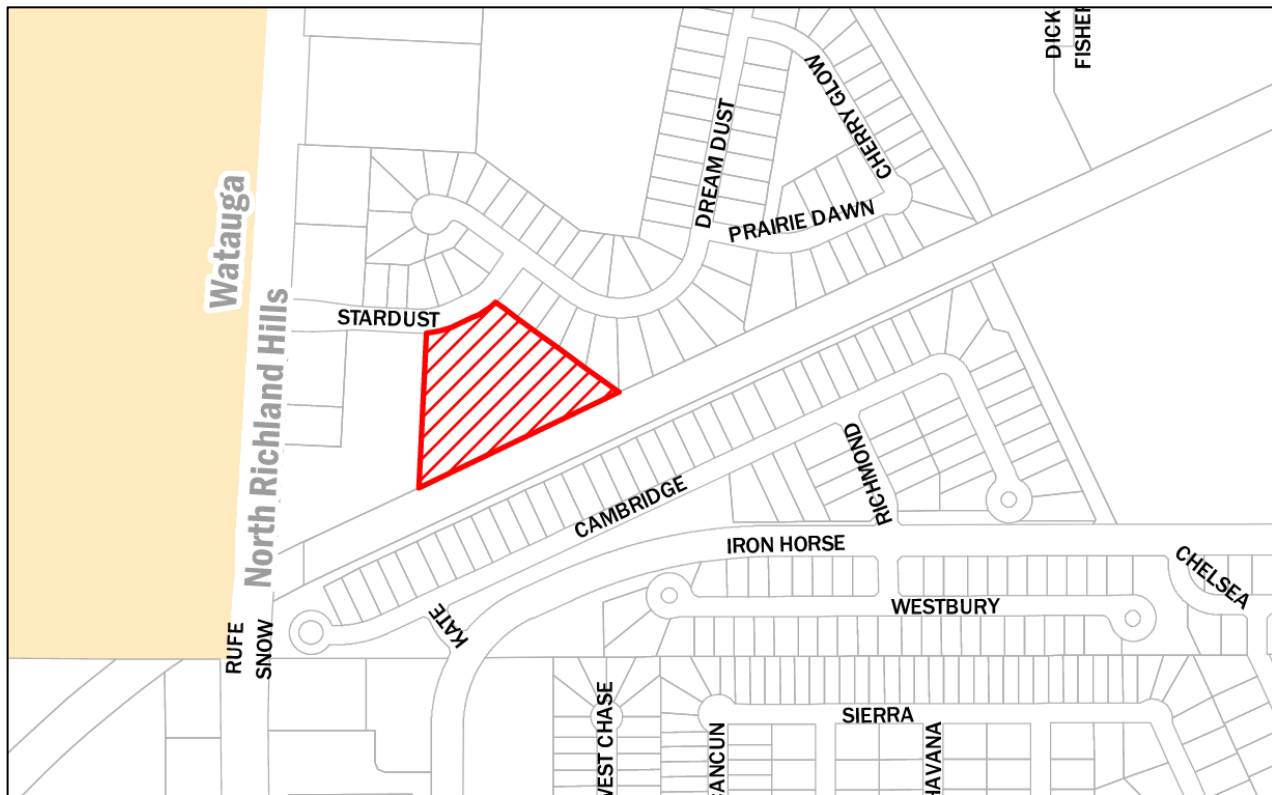 DICK
FISHER
CHERRY GLOW
DREAM DUST
PRAIRIE DAWN
Watauga
North Richland Hills
STARDUST
CAMBRIDGE
RICHMOND
IRON HORSE
CHELSEA
WESTBURY
KATE
RUFE
SNOW
WEST CHASE
CANCUN
SIERRA
HAVANA